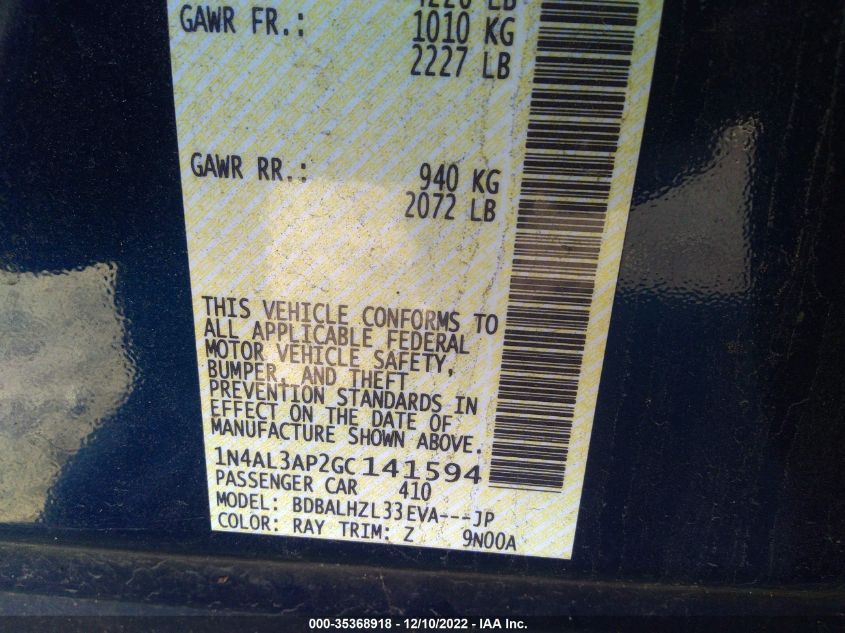 4220 LB
GAWR FR.: 1010 KG
2227 LB
GAWR RR.: 940 KG
2072 LB
THIS VEHICLE CONFORMS TO
ALL APPLICABLE FEDERAL
MOTOR VEHICLE SAFETY,
BUMPER, AND THEFT
PREVENTION STANDARDS IN
EFFECT ON THE DATE OF
MANUFACTURE SHOWN ABOVE.
1N4AL3AP2GC141594
PASSENGER CAR 410
MODEL: BDBALHZL33EVA---JP
COLOR: RAY TRIM: Z 9N00A
000-35368918 - 12/10/2022 - IAA Inc.